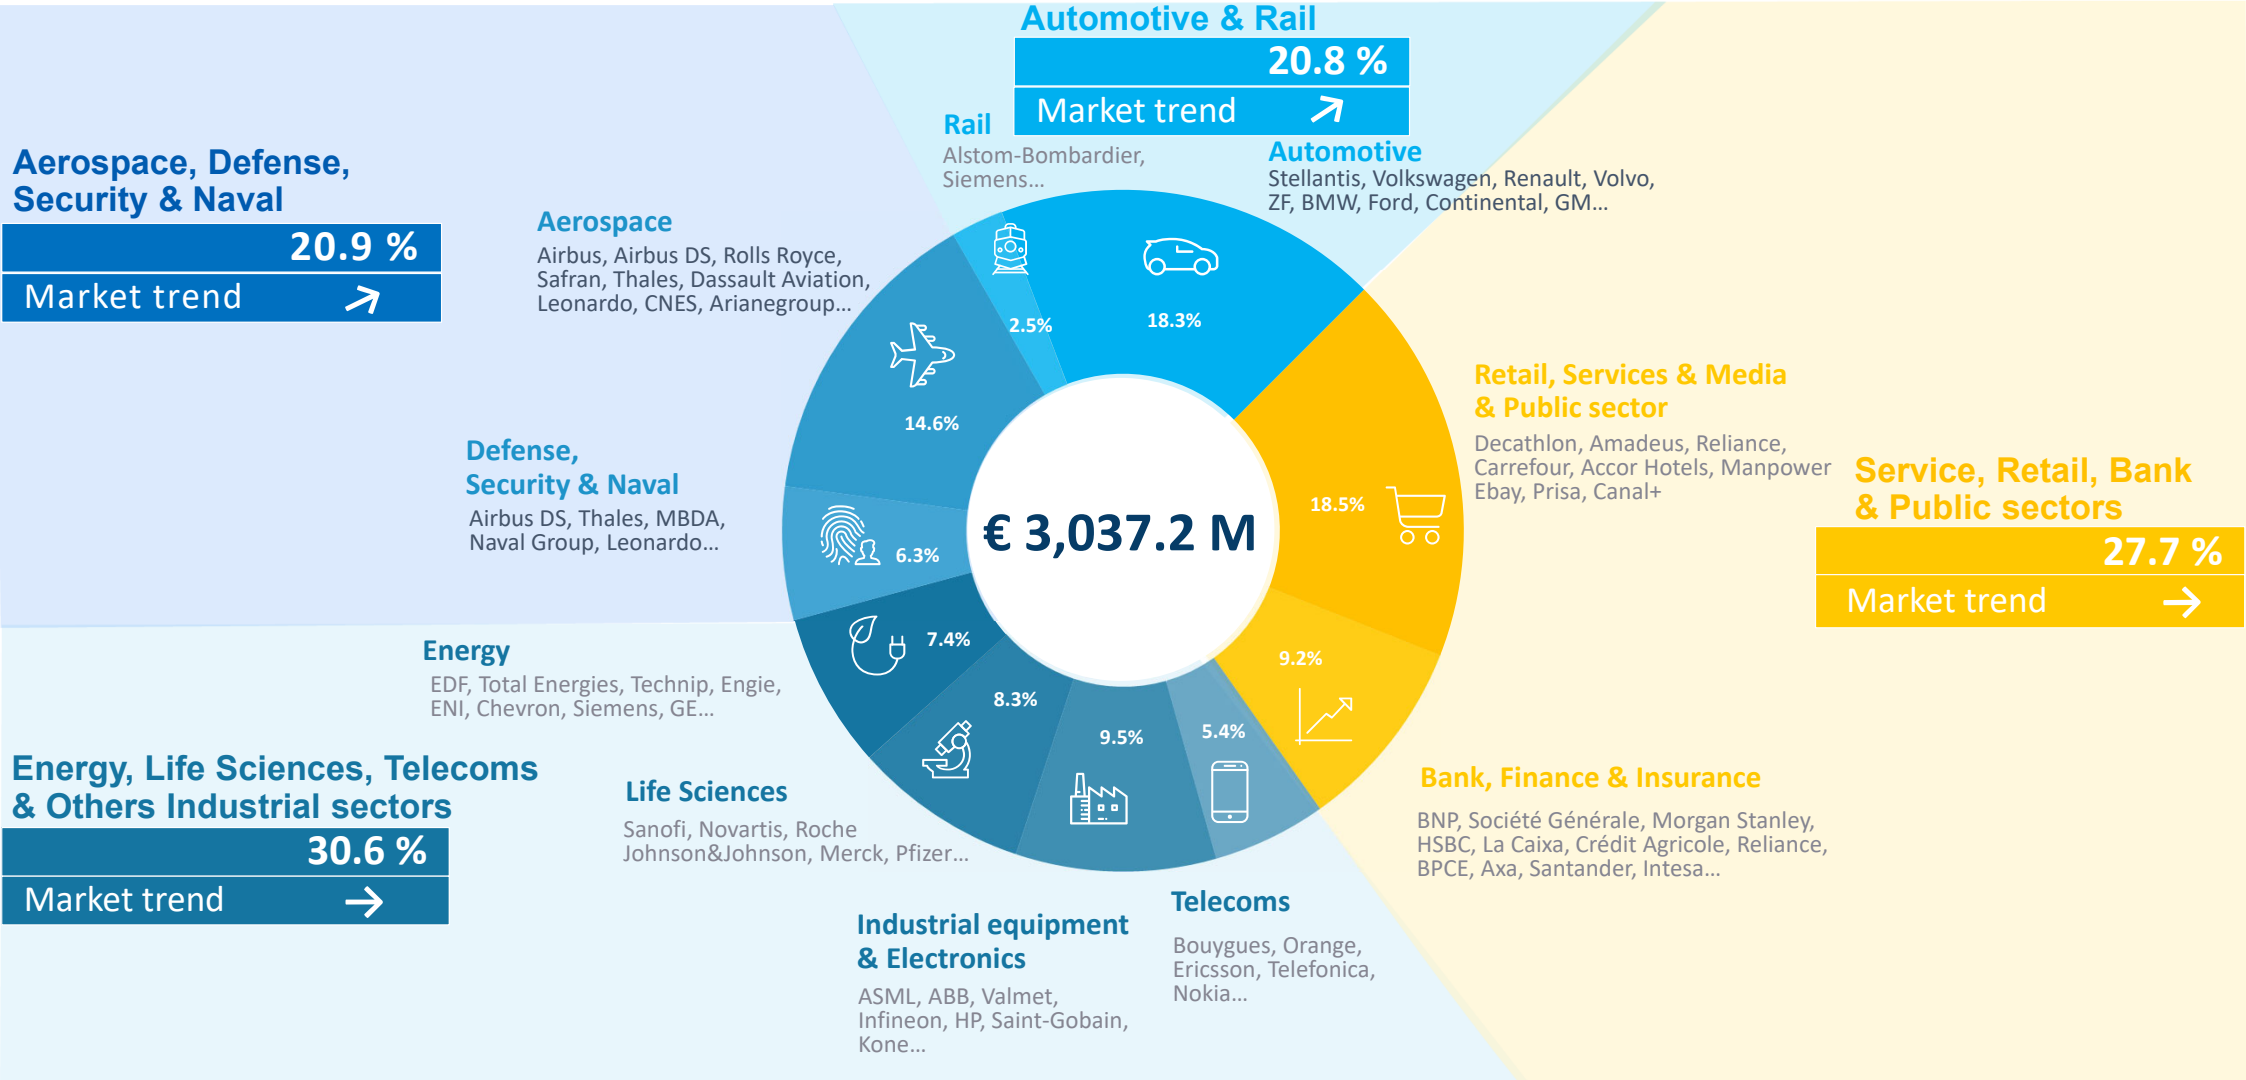 Automotive & Rail
20.8 %
Market trend
Rail
Alstom-Bombardier,
Siemens...
Automotive
Stellantis, Volkswagen, Renault, Volvo,
ZF, BMW, Ford, Continental, GM...
Aerospace, Defense,
Security & Naval
20.9 %
Market trend
Aerospace
Airbus, Airbus DS, Rolls Royce,
Safran, Thales, Dassault Aviation,
Leonardo, CNES, Arianegroup...
Defense,
Security & Naval
Airbus DS, Thales, MBDA,
Naval Group, Leonardo...
2.5%
18.3%
14.6%
6.3%
€ 3,037.2 M
18.5%
9.2%
7.4%
8.3%
9.5%
5.4%
Retail, Services & Media
& Public sector
Decathlon, Amadeus, Reliance,
Carrefour, Accor Hotels, Manpower
Ebay, Prisa, Canal+
Service, Retail, Bank
& Public sectors
27.7 %
Market trend
Energy
EDF, Total Energies, Technip, Engie,
ENI, Chevron, Siemens, GE...
Energy, Life Sciences, Telecoms
& Others Industrial sectors
30.6 %
Market trend
Life Sciences
Sanofi, Novartis, Roche
Johnson&Johnson, Merck, Pfizer...
Industrial equipment
& Electronics
ASML, ABB, Valmet,
Infineon, HP, Saint-Gobain,
Kone...
Telecoms
Bouygues, Orange,
Ericsson, Telefonica,
Nokia...
Bank, Finance & Insurance
BNP, Société Générale, Morgan Stanley,
HSBC, La Caixa, Crédit Agricole, Reliance,
BPCE, Axa, Santander, Intesa...